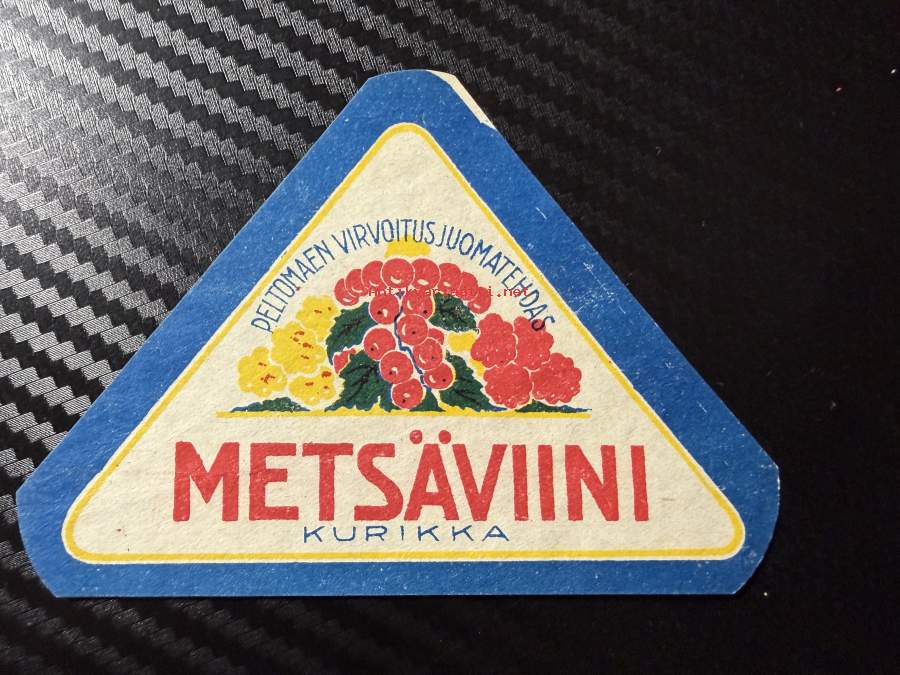 PELTOMAEN VIRVOITUSJUOMATEHDAS
METSÄVIINI
KURIKKA